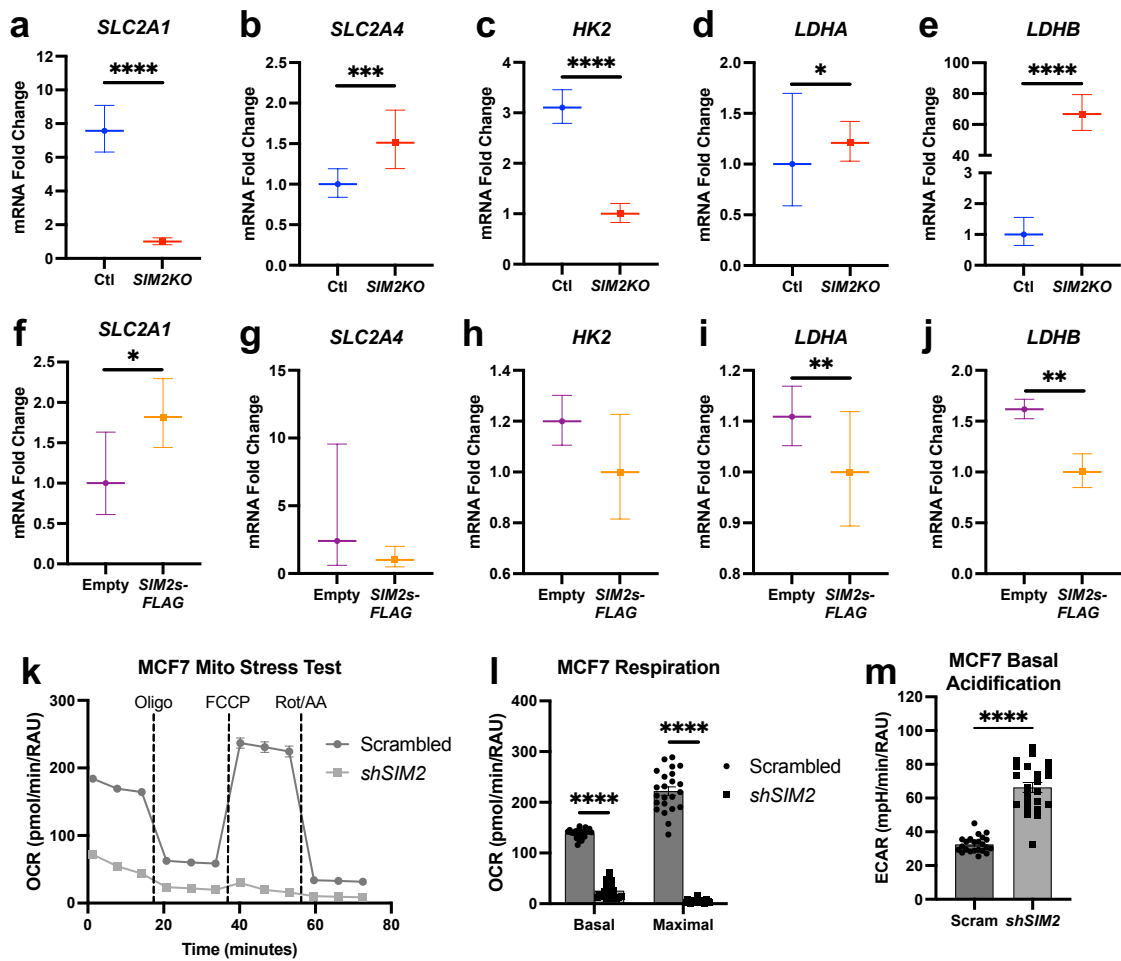 a
SLC2A1
****
mRNA Fold Change
12
10
8
6
4
2
0
Ctl
SIM2KO
b
SLC2A4
***
mRNA Fold Change
2.5
2.0
1.5
1.0
0.5
0.0
Ctl
SIM2KO
c
HK2
****
mRNA Fold Change
4
3
2
1
0
Ctl
SIM2KO
d
LDHA
*
mRNA Fold Change
2.0
1.5
1.0
0.5
0.0
Ctl
SIM2KO
e
LDHB
****
mRNA Fold Change
100
80
60
40
3
2
1
0
Ctl
SIM2KO
f
SLC2A1
*
mRNA Fold Change
2.5
2.0
1.5
1.0
0.5
0.0
Empty
SIM2s-
FLAG
g
SLC2A4
mRNA Fold Change
15
10
5
0
Empty
SIM2s-
FLAG
h
HK2
mRNA Fold Change
1.4
1.2
1.0
0.8
0.6
Empty
SIM2s-
FLAG
i
LDHA
**
mRNA Fold Change
1.2
1.1
1.0
0.9
0.8
Empty
SIM2s-
FLAG
j
LDHB
**
mRNA Fold Change
2.0
1.5
1.0
0.5
0.0
Empty
SIM2s-
FLAG
k
MCF7 Mito Stress Test
OCR (pmol/min/RAU)
300
200
100
0
Oligo
FCCP
Rot/AA
Scrambled
shSIM2
0
20
40
60
80
Time (minutes)
l
MCF7 Respiration
OCR (pmol/min/RAU)
400
300
200
100
0
****
****
Scrambled
shSIM2
Basal
Maximal
m
MCF7 Basal
Acidification
ECAR (mpH/min/RAU)
120
100
80
60
40
20
0
****
Scram
shSIM2